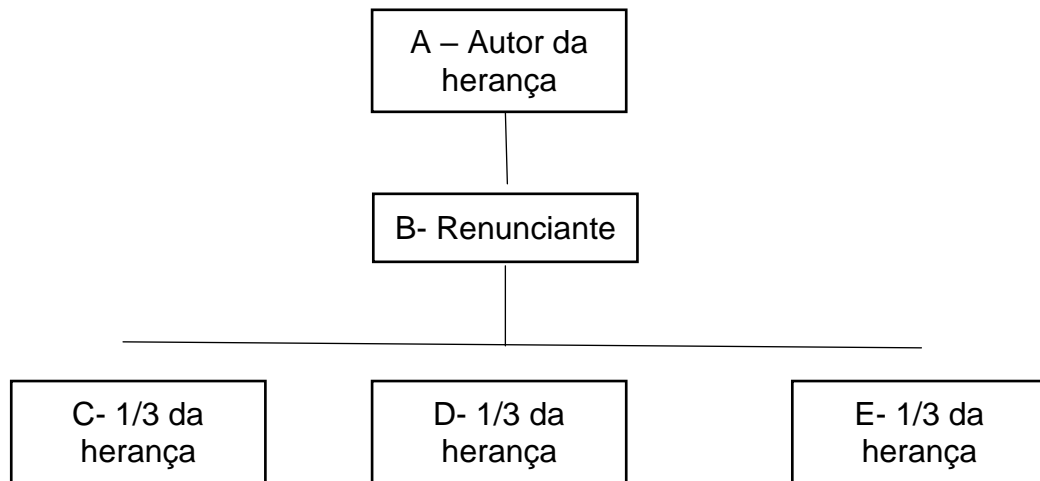 A – Autor da
herança
B- Renunciante
C- 1/3 da
herança
D- 1/3 da
herança
E- 1/3 da
herança